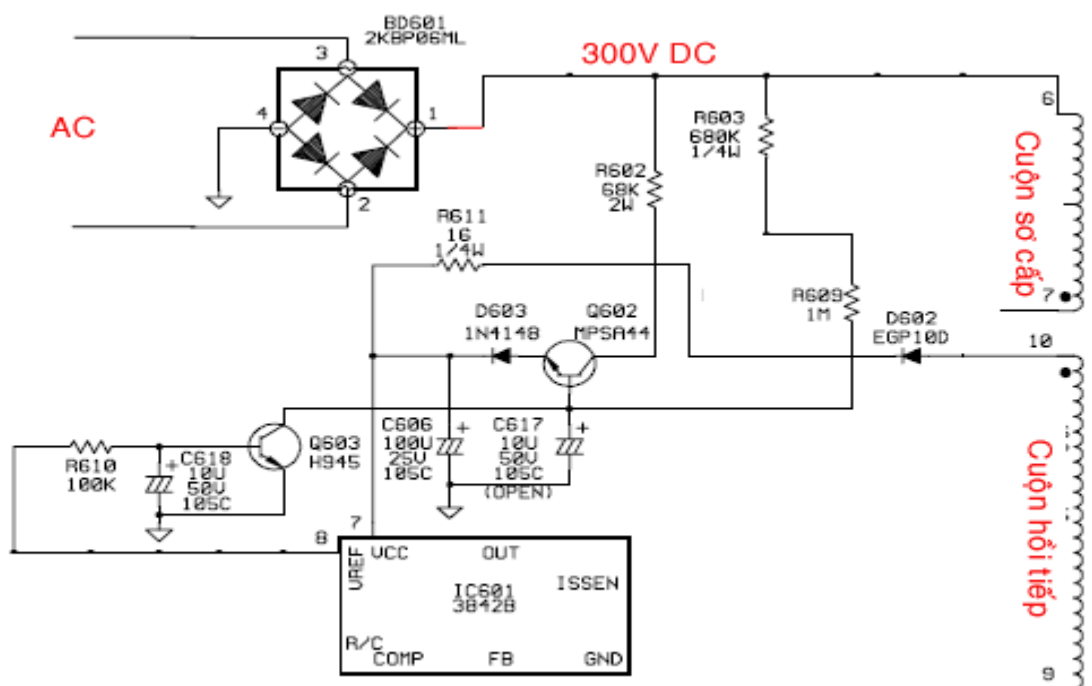 BD601
2KBP06ML
3
300V DC
AC
4
1
2
R603
680K
1/4W
6
R602
68K
2W
Cuộn sơ cấp
R611
16
1/4W
7
R609
1M
D603
1N4148
Q602
MPSA44
D602
EGP10D
10
Q603
H945
C606
100U
25V
105C
C617
10U
50V
105C
(OPEN)
+
+
R610
100K
+
C618
10U
50V
105C
Cuộn hồi tiếp
8
7
VREF
VCC
OUT
ISSEN
IC601
3842B
R/C
COMP
FB
GND
9